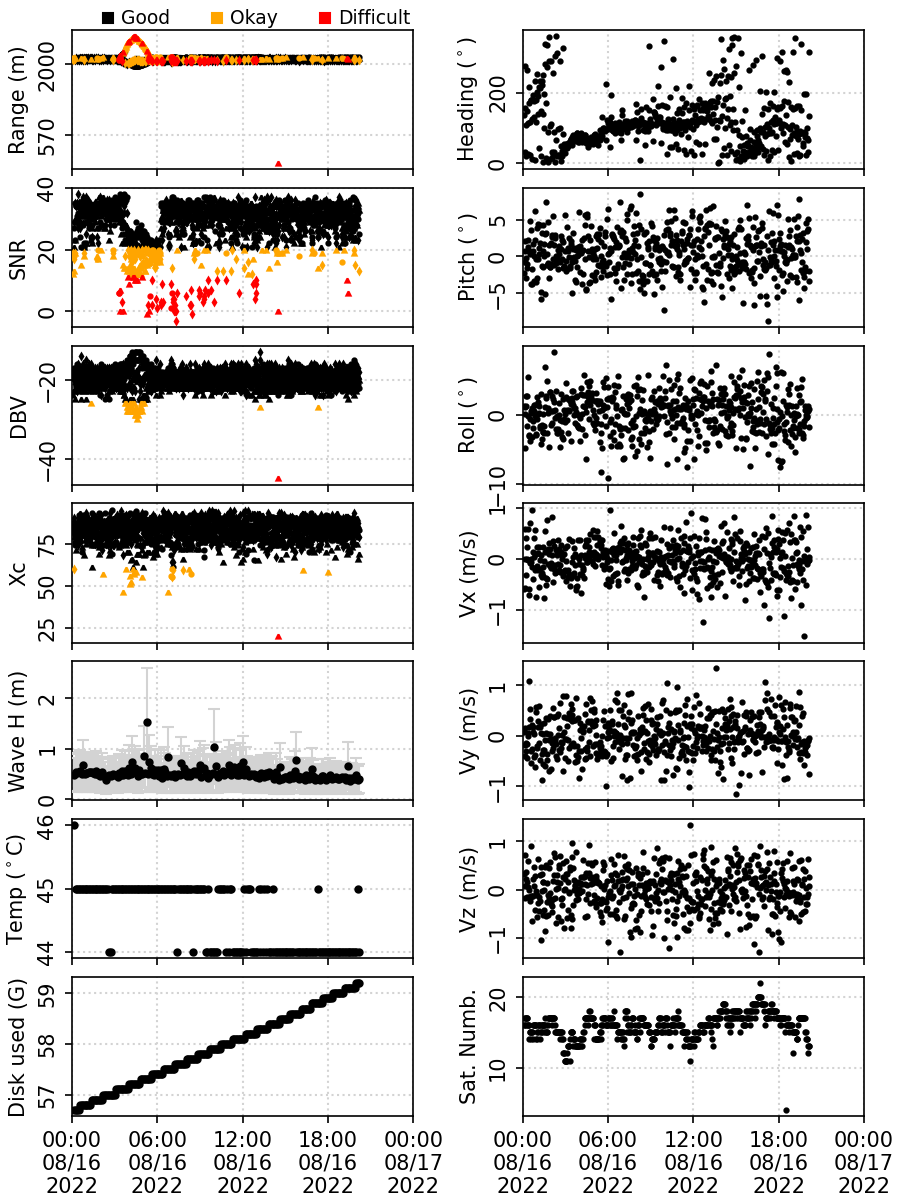 Good Okay Difficult
Range (m)
2000
570
Heading (°)
200
0
SNR
40
20
0
Pitch (°)
5
0
−5
DBV
−20
−40
Roll (°)
0
−10
Xc
75
50
25
Vx (m/s)
1
0
−1
Wave H (m)
2
1
0
Vy (m/s)
1
0
−1
Temp (°C)
46
45
44
Vz (m/s)
1
0
−1
Disk used (G)
59
58
57
Sat. Numb.
20
10
00:00 06:00 12:00 18:00 00:00
08/16 08/16 08/16 08/16 08/17
2022 2022 2022 2022 2022
00:00 06:00 12:00 18:00 00:00
08/16 08/16 08/16 08/16 08/17
2022 2022 2022 2022 2022